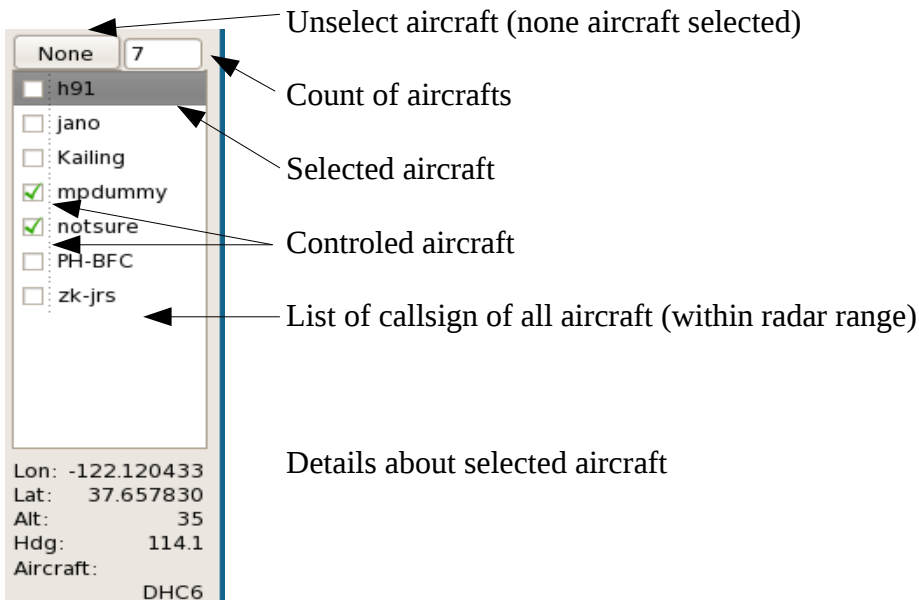 Unselect aircraft (none aircraft selected)
None 7
Count of aircrafts
h91
jano
Kailing
Selected aircraft
mpdummy
notsure
Controled aircraft
PH-BFC
zk-jrs
List of callsign of all aircraft (within radar range)
Details about selected aircraft
Lon: -122.120433
Lat: 37.657830
Alt: 35
Hdg: 114.1
Aircraft:
DHC6